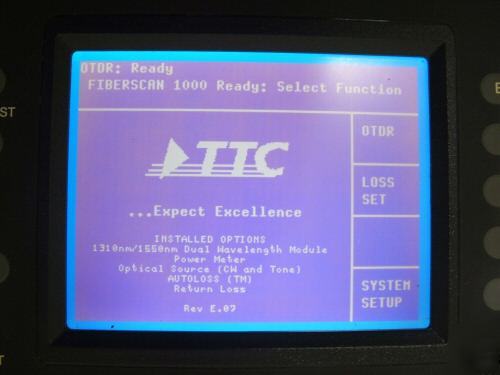 OTDR: Ready
FIBERSCAN 1000 Ready: Select Function
TTC
...Expect Excellence
INSTALLED OPTIONS
1310nm/1550nm Dual Wavelength Module
Power Meter
Optical Source (CW and Tone)
AUTOLOSS (TM)
Return Loss
Rev E.07
OTDR
LOSS
SET
SYSTEM
SETUP
ST
T
E